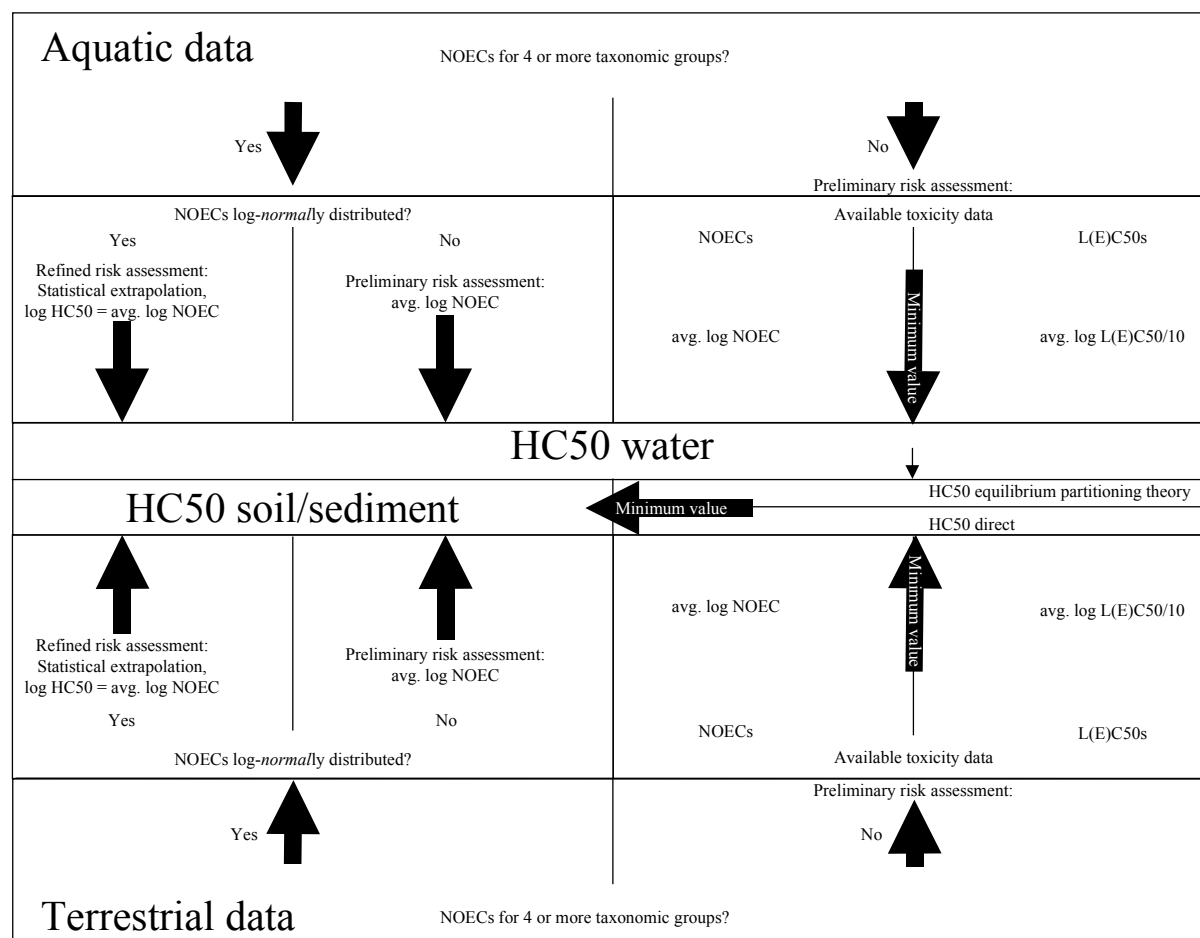 Aquatic data
NOECs for 4 or more taxonomic groups?
Yes
No
Preliminary risk assessment:
NOECs log-normally distributed?
Available toxicity data
Yes
No
NOECs
L(E)C50s
Refined risk assessment:
Statistical extrapolation,
log HC50 = avg. log NOEC
Preliminary risk assessment:
avg. log NOEC
avg. log NOEC
Minimum value
avg. log L(E)C50/10
HC50 water
HC50 equilibrium partitioning theory
HC50 soil/sediment
Minimum value
HC50 direct
avg. log NOEC
Minimum value
avg. log L(E)C50/10
Refined risk assessment:
Statistical extrapolation,
log HC50 = avg. log NOEC
Preliminary risk assessment:
avg. log NOEC
Yes
No
NOECs
L(E)C50s
NOECs log-normally distributed?
Available toxicity data
Preliminary risk assessment:
Yes
No
Terrestrial data
NOECs for 4 or more taxonomic groups?